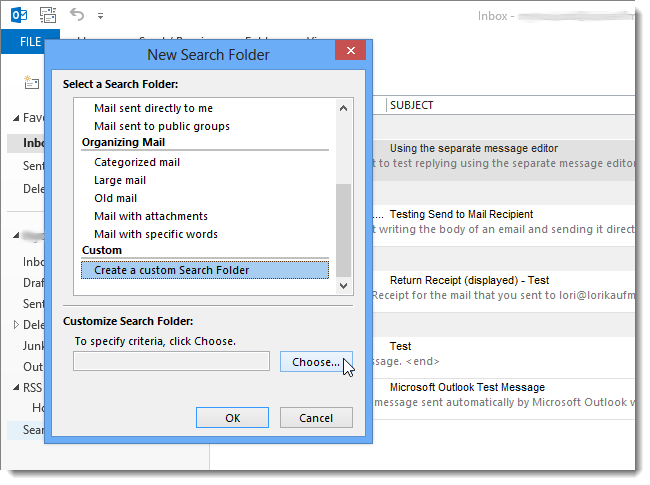 Inbox -
FILE
New Search Folder
Select a Search Folder:
Mail sent directly to me
Mail sent to public groups
Organizing Mail
Categorized mail
Large mail
Old mail
Mail with attachments
Mail with specific words
Custom
Create a custom Search Folder
Customize Search Folder:
To specify criteria, click Choose.
Choose...
OK
Cancel
Fav
Inbo
Sent
Dele
Inbo
Draf
Sent
Dele
Junk
Out
RSS
Ho
Sear
SUBJECT
Using the separate message editor
t to test replying using the separate message editor
... Testing Send to Mail Recipient
t writing the body of an email and sending it direc
Return Receipt (displayed) - Test
Receipt for the mail that you sent to lori@lorikaufm
Test
ssage. <end>
Microsoft Outlook Test Message
message sent automatically by Microsoft Outlook w